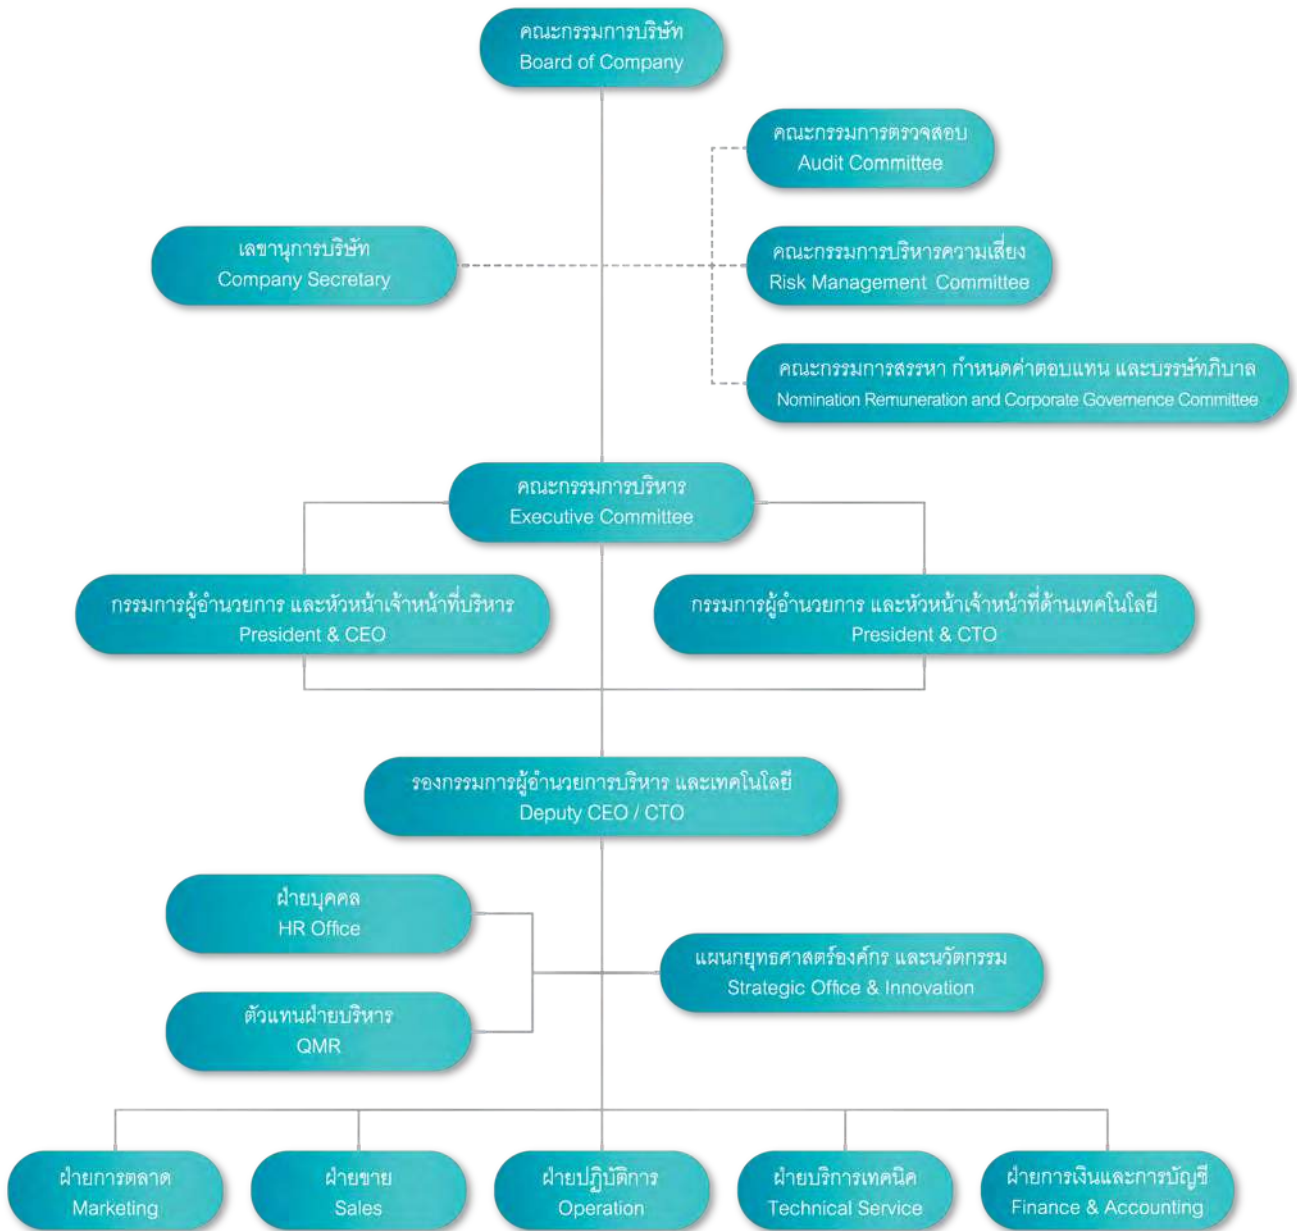 คณะกรรมการบริษัท
Board of Company
คณะกรรมการตรวจสอบ
Audit Committee
เลขานุการบริษัท
Company Secretary
คณะกรรมการบริหารความเสี่ยง
Risk Management Committee
คณะกรรมการสรรหา กำหนดค่าตอบแทน และบรรษัทภิบาล
Nomination Remuneration and Corporate Governence Committee
คณะกรรมการบริหาร
Executive Committee
กรรมการผู้อำนวยการ และหัวหน้าเจ้าหน้าที่บริหาร
President & CEO
กรรมการผู้อำนวยการ และหัวหน้าเจ้าหน้าที่ด้านเทคโนโลยี
President & CTO
รองกรรมการผู้อำนวยการบริหาร และเทคโนโลยี
Deputy CEO / CTO
ฝ่ายบุคคล
HR Office
แผนกยุทธศาสตร์องค์กร และนวัตกรรม
Strategic Office & Innovation
ตัวแทนฝ่ายบริหาร
QMR
ฝ่ายการตลาด
Marketing
ฝ่ายขาย
Sales
ฝ่ายปฏิบัติการ
Operation
ฝ่ายบริการเทคนิค
Technical Service
ฝ่ายการเงินและการบัญชี
Finance & Accounting